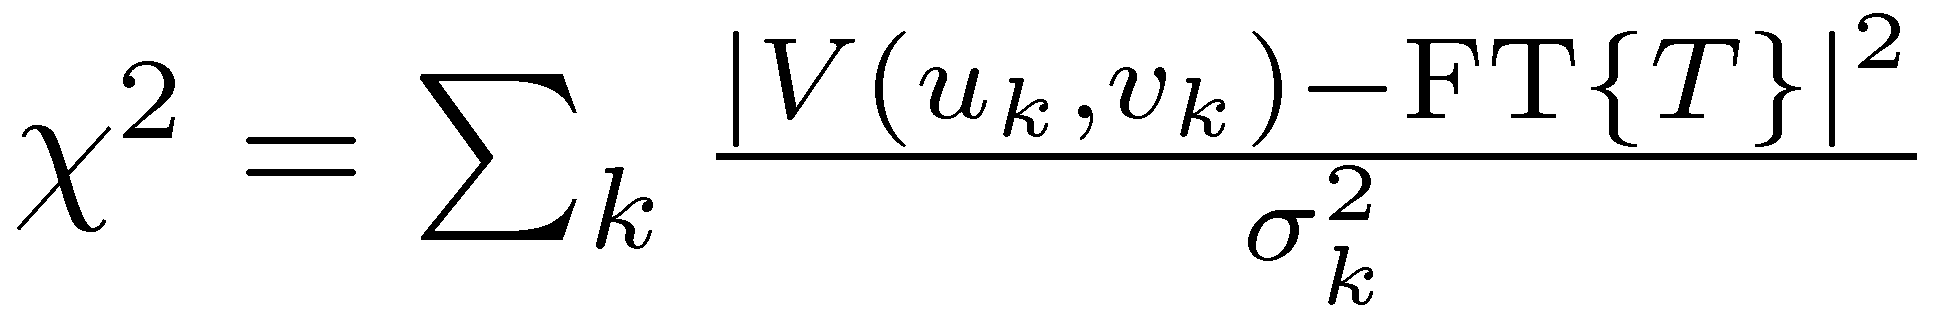 χ² = ∑ₖ |V(uₖ,vₖ)−FT{T}|² / σₖ²